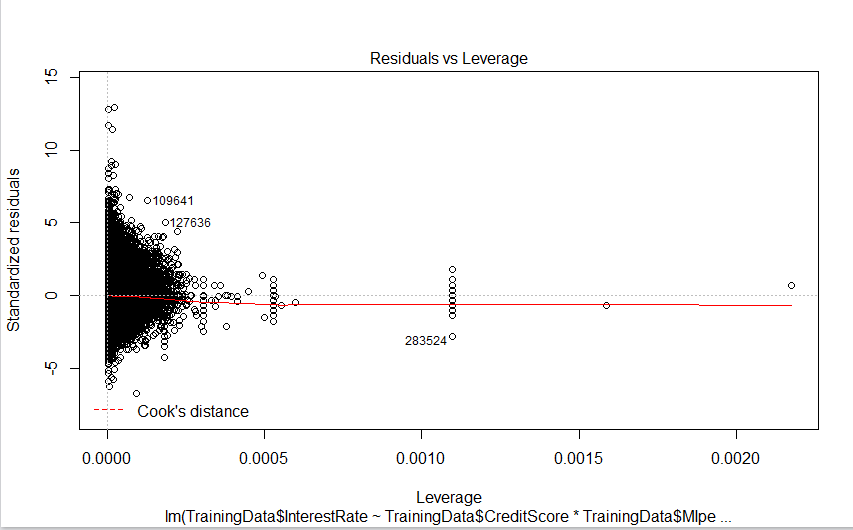 Residuals vs Leverage
Standardized residuals
15
10
5
0
-5
109641
127636
283524
Cook's distance
0.0000 0.0005 0.0010 0.0015 0.0020
Leverage
lm(TrainingData$InterestRate ~ TrainingData$CreditScore * TrainingData$MIpe ...